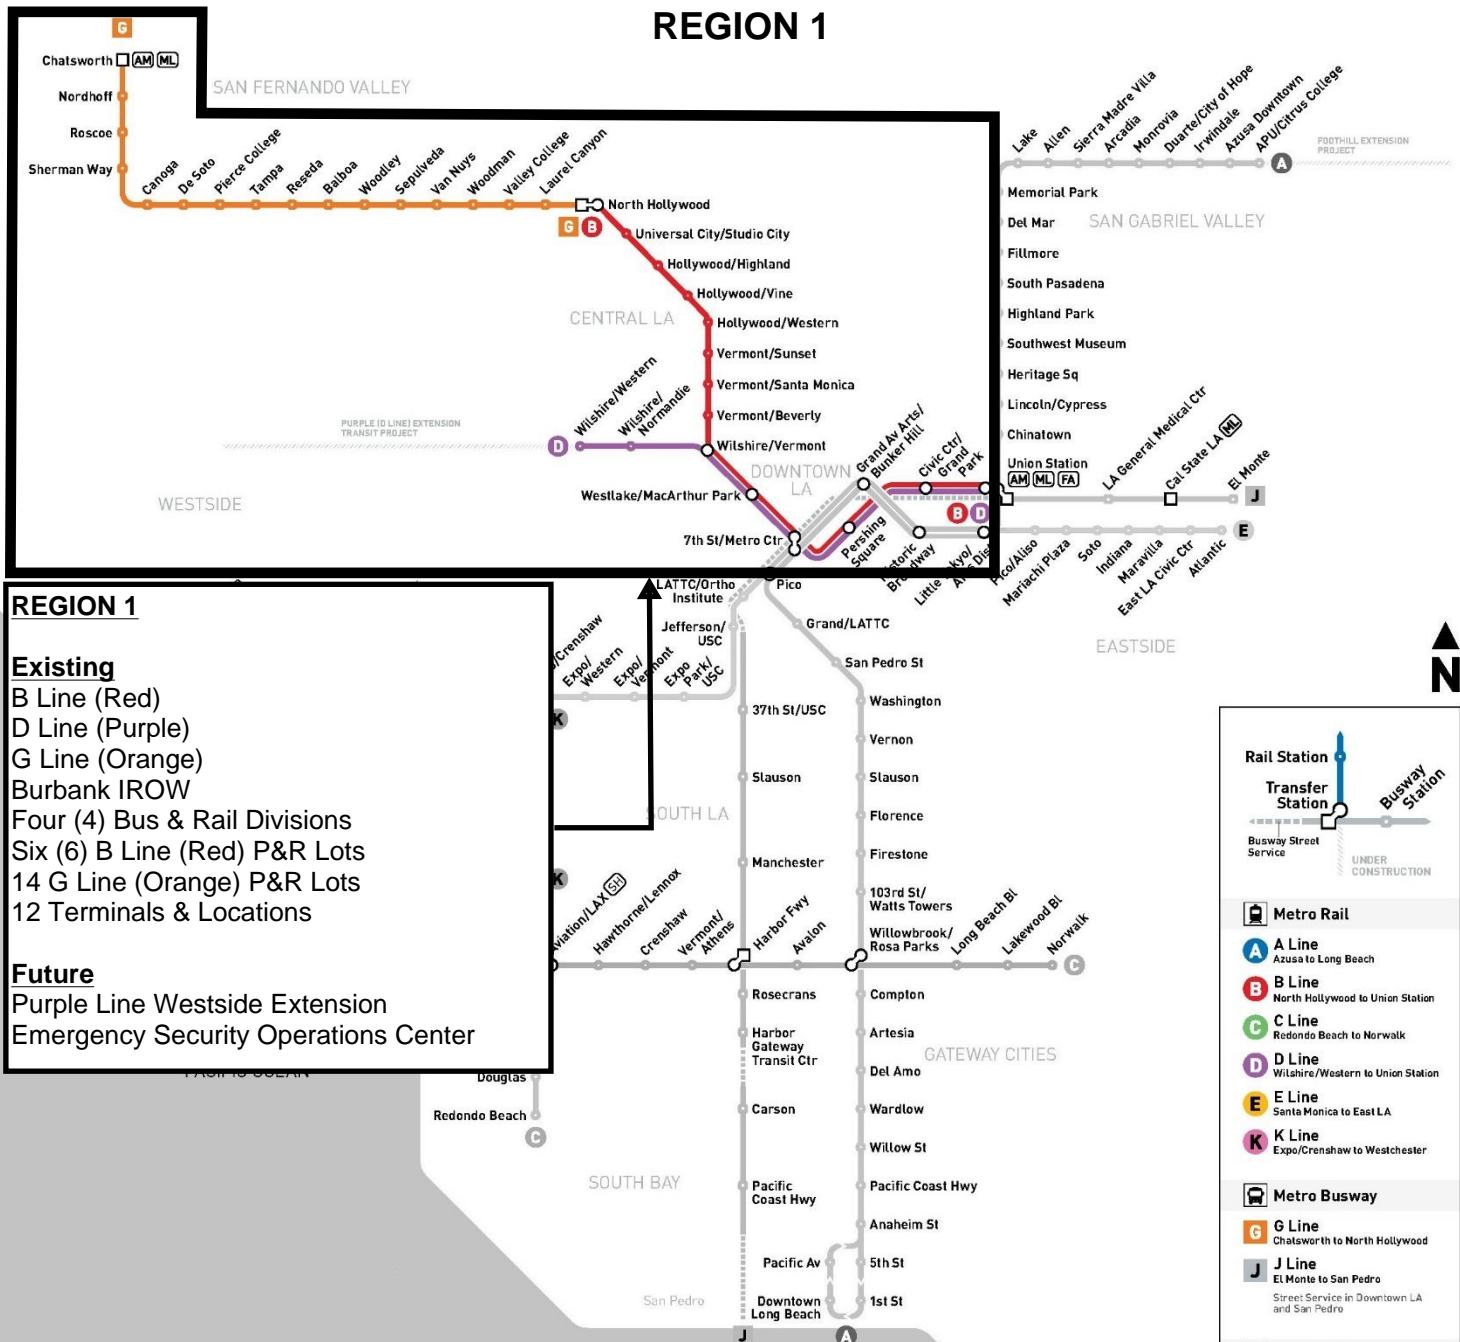 REGION 1
G
Chatsworth AM ML
Nordhoff
Roscoe
Sherman Way
SAN FERNANDO VALLEY
Canoga
De Soto
Pierce College
Tampa
Reseda
Balboa
Woodley
Sepulveda
Van Nuys
Woodman
Valley College
Laurel Canyon
North Hollywood
G B
Universal City/Studio City
Hollywood/Highland
Hollywood/Vine
Hollywood/Western
Vermont/Sunset
Vermont/Santa Monica
Vermont/Beverly
Wilshire/Vermont
CENTRAL LA
Wilshire/Western
Wilshire/
Normandie
PURPLE (D LINE) EXTENSION
TRANSIT PROJECT
D
WESTSIDE
Westlake/MacArthur Park
7th St/Metro Ctr
DOWNTOWN
LA
Grand Av Arts/
Bunker Hill
Civic Ctr/
Grand
Park
B D
Pershing
Square
Historic
Broadway
Little Tokyo/
Arts Dist
Lake
Allen
Sierra Madre Villa
Arcadia
Monrovia
Duarte/City of Hope
Irwindale
Azusa Downtown
APU/Citrus College
A
FOOTHILL EXTENSION
PROJECT
Memorial Park
Del Mar
SAN GABRIEL VALLEY
Fillmore
South Pasadena
Highland Park
Southwest Museum
Heritage Sq
Lincoln/Cypress
Chinatown
Union Station
AM ML FA
LA General Medical Ctr
Cal State LA ML
El Monte
J
E
Pico/Aliso
Mariachi Plaza
Soto
Indiana
Maravilla
East LA Civic Ctr
Atlantic
EASTSIDE
REGION 1
Existing
B Line (Red)
D Line (Purple)
G Line (Orange)
Burbank IROW
Four (4) Bus & Rail Divisions
Six (6) B Line (Red) P&R Lots
14 G Line (Orange) P&R Lots
12 Terminals & Locations
Future
Purple Line Westside Extension
Emergency Security Operations Center
LATTC/Ortho
Institute
Pico
Jefferson/
USC
Grand/LATTC
/Crenshaw
Expo/
Western
Expo/
Vermont
Expo
Park/
USC
San Pedro St
K
37th St/USC
Washington
Vernon
Slauson
Slauson
SOUTH LA
Florence
Manchester
Firestone
K
103rd St/
Watts Towers
Aviation/LAX SH
Hawthorne/Lennox
Crenshaw
Vermont/
Athens
Harbor Fwy
Avalon
Willowbrook/
Rosa Parks
Long Beach Bl
Lakewood Bl
Norwalk
C
Rosecrans
Compton
Harbor
Gateway
Transit Ctr
Artesia
GATEWAY CITIES
PACIFIC OCEAN
Douglas
Del Amo
Redondo Beach
C
Carson
Wardlow
Willow St
SOUTH BAY
Pacific
Coast Hwy
Pacific Coast Hwy
Anaheim St
Pacific Av
5th St
San Pedro
Downtown
Long Beach
1st St
J
A
N
Rail Station
Transfer
Station
Busway
Station
Busway Street
Service
UNDER
CONSTRUCTION
Metro Rail
A A Line
Azusa to Long Beach
B B Line
North Hollywood to Union Station
C C Line
Redondo Beach to Norwalk
D D Line
Wilshire/Western to Union Station
E E Line
Santa Monica to East LA
K K Line
Expo/Crenshaw to Westchester
Metro Busway
G G Line
Chatsworth to North Hollywood
J J Line
El Monte to San Pedro
Street Service in Downtown LA
and San Pedro